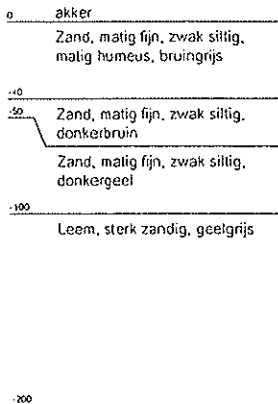 0 akker
Zand, matig fijn, zwak siltig,
matig humeus, bruingrijs
-40
-50 Zand, matig fijn, zwak siltig,
donkerbruin
Zand, matig fijn, zwak siltig,
donkergeel
-100
Leem, sterk zandig, geelgrijs
-200